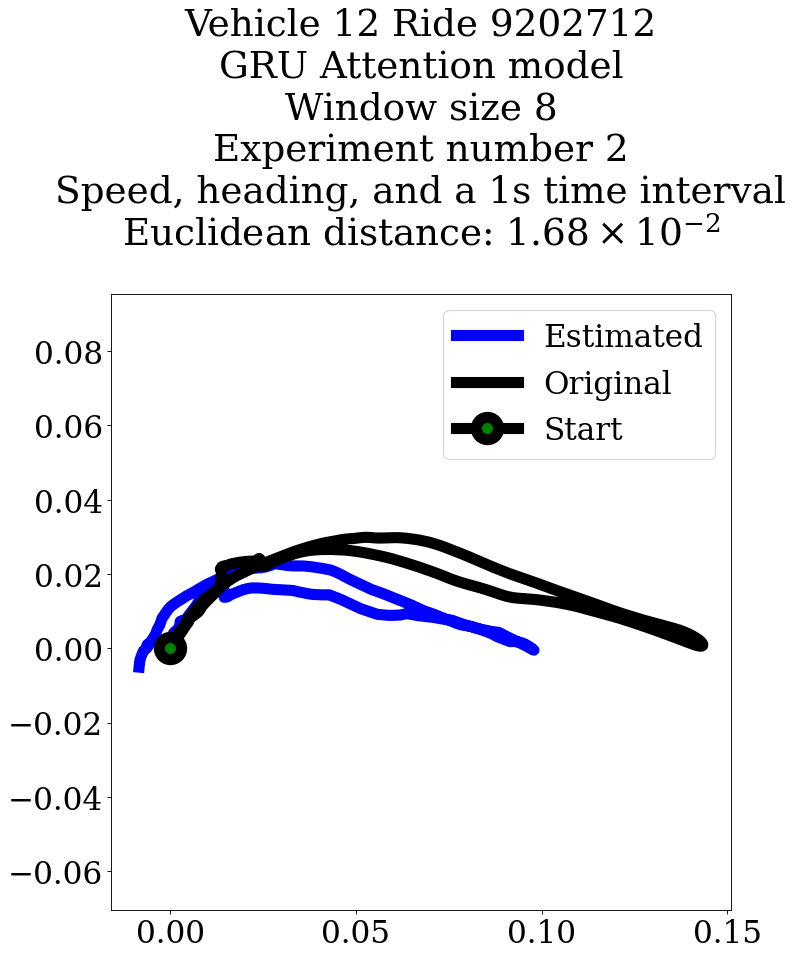 Vehicle 12 Ride 9202712
GRU Attention model
Window size 8
Experiment number 2
Speed, heading, and a 1s time interval
Euclidean distance: 1.68 × 10⁻²
Estimated
Original
Start
0.08
0.06
0.04
0.02
0.00
−0.02
−0.04
−0.06
0.00 0.05 0.10 0.15